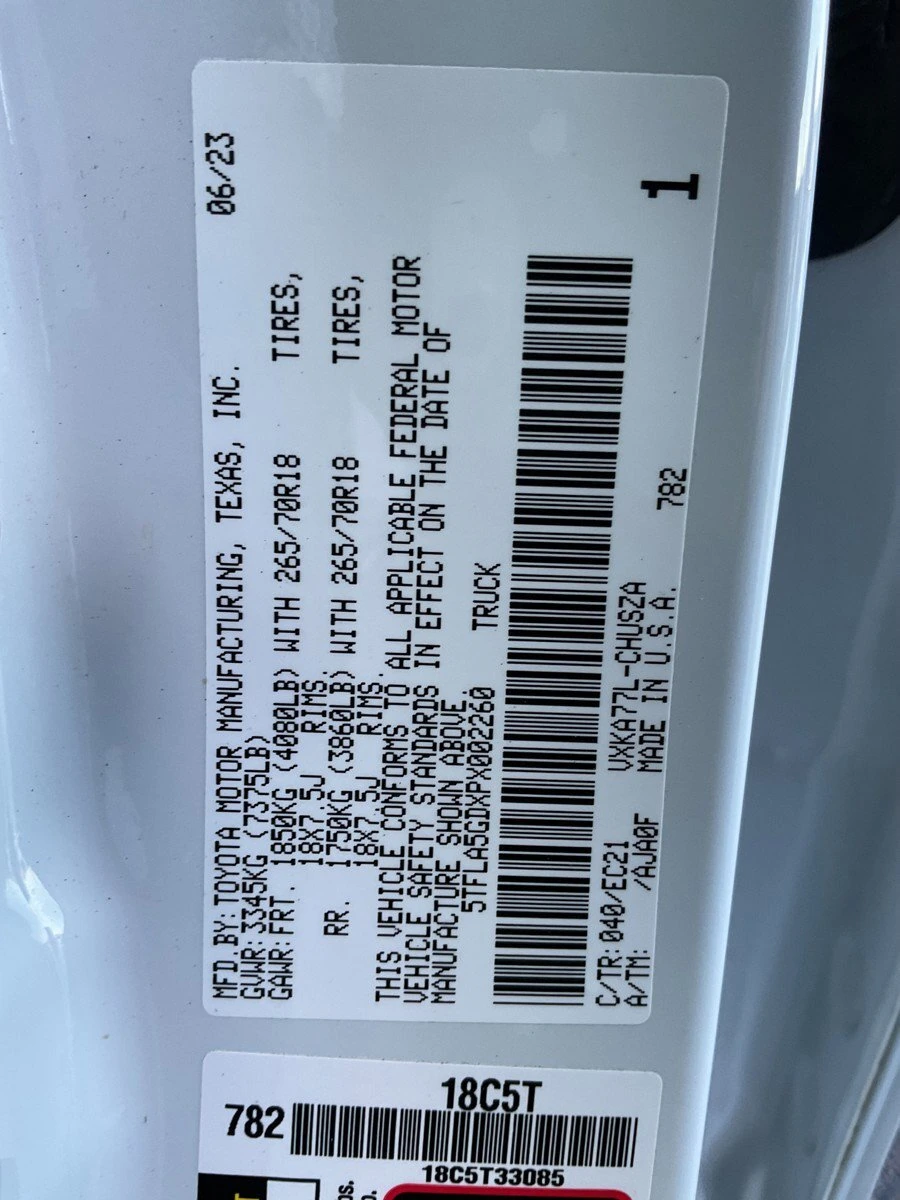 06/23
MFD.BY:TOYOTA MOTOR MANUFACTURING, TEXAS, INC.
GVWR:3345KG (7375LB)
GAWR:FRT. 1850KG (4080LB) WITH 265/70R18 TIRES,
18X7.5J RIMS
RR. 1750KG (3860LB) WITH 265/70R18 TIRES,
18X7.5J RIMS.
THIS VEHICLE CONFORMS TO ALL APPLICABLE FEDERAL MOTOR
VEHICLE SAFETY STANDARDS IN EFFECT ON THE DATE OF
MANUFACTURE SHOWN ABOVE.
5TFLA5GDXPX002260 TRUCK
C/TR:040/EC21 VXKA77L-CHUSZA
A/TM: /AJA0F MADE IN U.S.A. 782
1
782
18C5T
18C5T33085